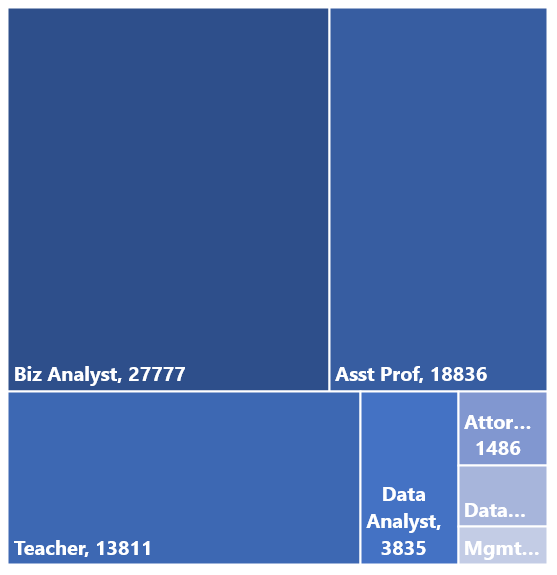 Biz Analyst, 27777
Asst Prof, 18836
Teacher, 13811
Data
Analyst,
3835
Attor...
1486
Data...
Mgmt...